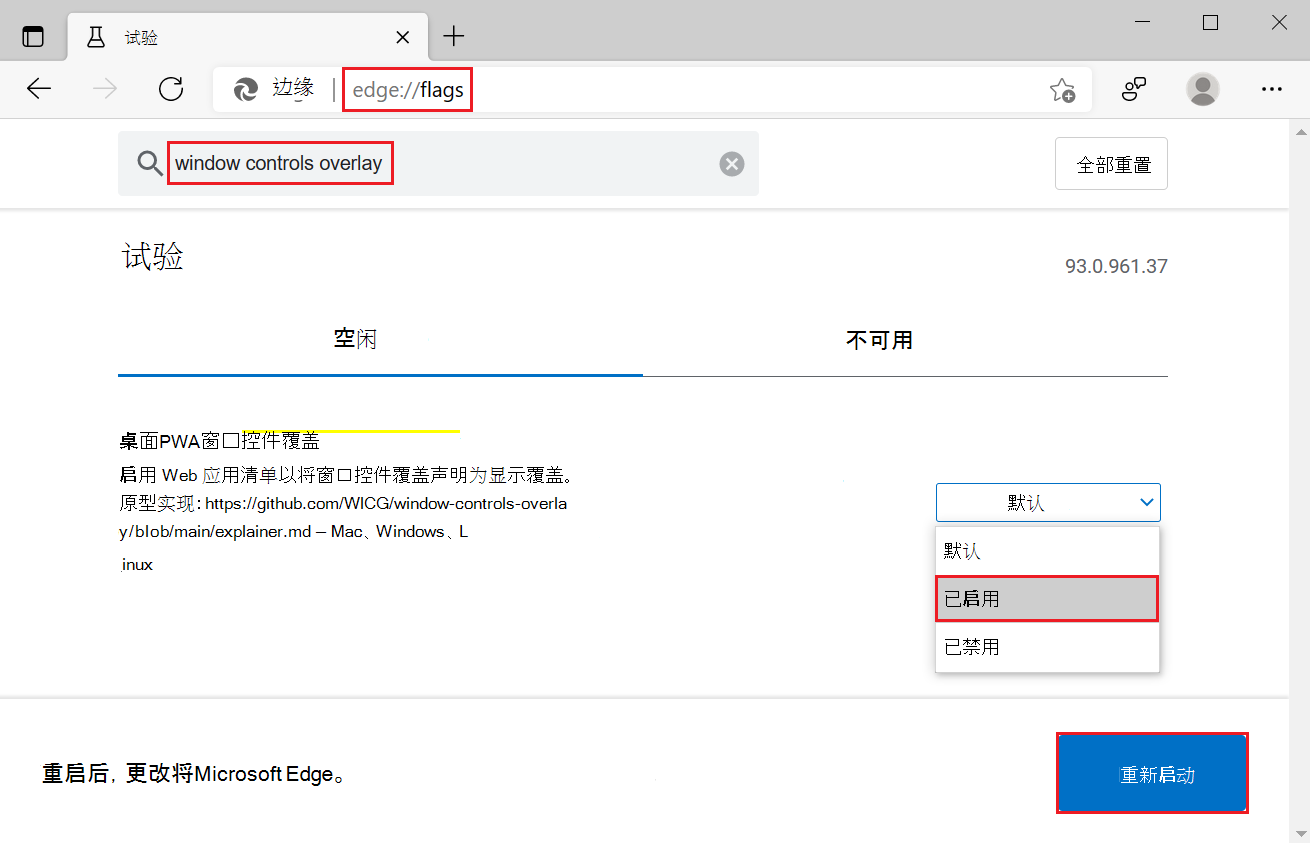 试验
边缘 | edge://flags
window controls overlay
全部重置
试验
93.0.961.37
空闲
不可用
桌面PWA窗口控件覆盖
启用 Web 应用清单以将窗口控件覆盖声明为显示覆盖。
原型实现：https://github.com/WICG/window-controls-overla
y/blob/main/explainer.md – Mac、Windows、L
inux
默认
默认
已启用
已禁用
重启后，更改将Microsoft Edge。
重新启动